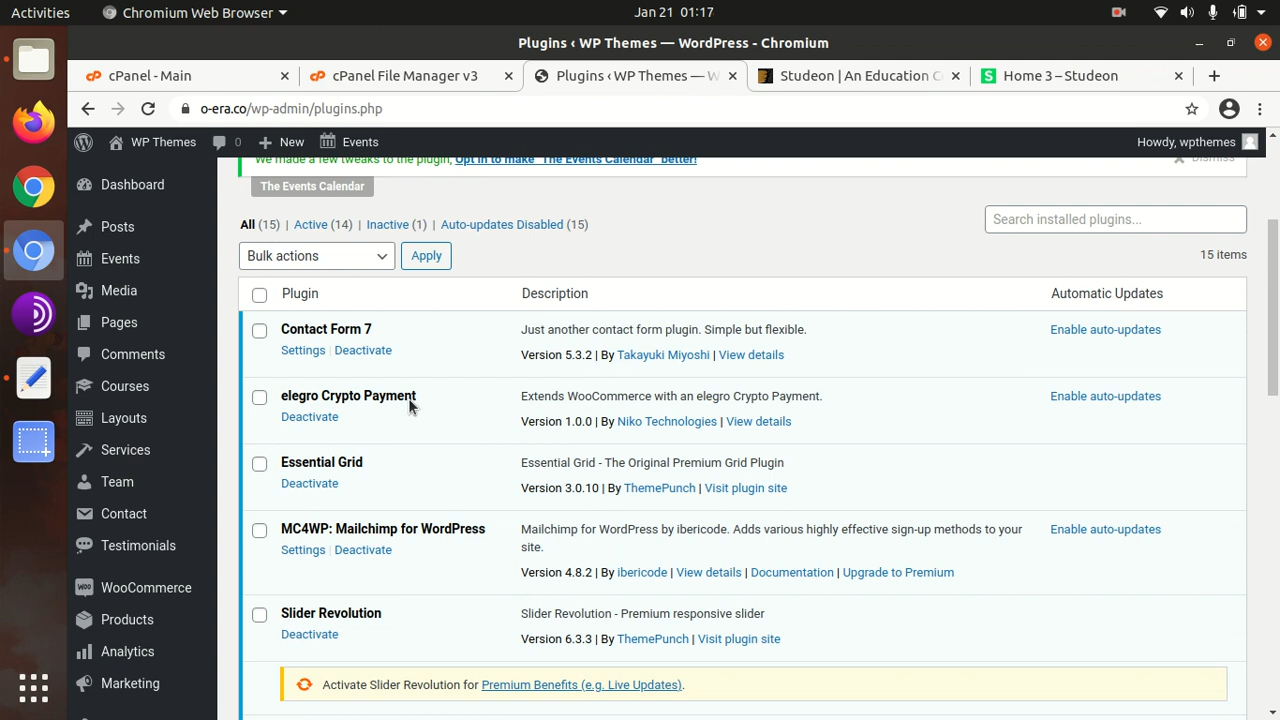 Activities
Chromium Web Browser
Jan 21 01:17
Plugins ‹ WP Themes — WordPress - Chromium
cPanel - Main
cPanel File Manager v3
Plugins ‹ WP Themes — W
Studeon | An Education C
Home 3 – Studeon
o-era.co/wp-admin/plugins.php
WP Themes
0
New
Events
Howdy, wpthemes
We made a few tweaks to the plugin, Opt in to make "The Events Calendar" better!
Dismiss
The Events Calendar
Dashboard
Posts
Events
Media
Pages
Comments
Courses
Layouts
Services
Team
Contact
Testimonials
WooCommerce
Products
Analytics
Marketing
All (15) | Active (14) | Inactive (1) | Auto-updates Disabled (15)
Search installed plugins...
Bulk actions
Apply
15 items
Plugin
Description
Automatic Updates
Contact Form 7
Just another contact form plugin. Simple but flexible.
Enable auto-updates
Settings | Deactivate
Version 5.3.2 | By Takayuki Miyoshi | View details
elegro Crypto Payment
Extends WooCommerce with an elegro Crypto Payment.
Enable auto-updates
Deactivate
Version 1.0.0 | By Niko Technologies | View details
Essential Grid
Essential Grid - The Original Premium Grid Plugin
Deactivate
Version 3.0.10 | By ThemePunch | Visit plugin site
MC4WP: Mailchimp for WordPress
Mailchimp for WordPress by ibericode. Adds various highly effective sign-up methods to your
site.
Enable auto-updates
Settings | Deactivate
Version 4.8.2 | By ibericode | View details | Documentation | Upgrade to Premium
Slider Revolution
Slider Revolution - Premium responsive slider
Deactivate
Version 6.3.3 | By ThemePunch | Visit plugin site
Activate Slider Revolution for Premium Benefits (e.g. Live Updates).